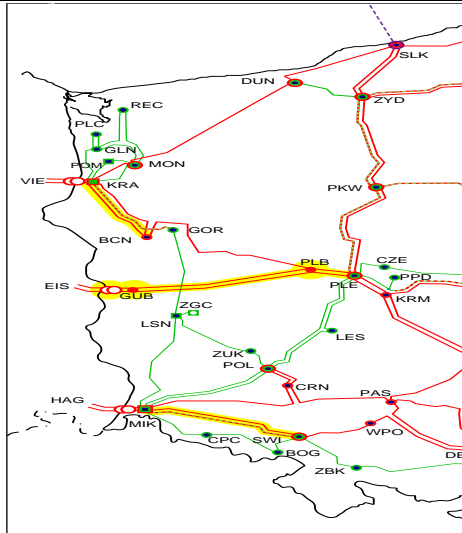 SLK
DUN
ZYD
REC
PLC
GLN
POM
MON
VIE
KRA
PKW
BCN
GOR
PLB
CZE
PLE
PPD
EIS
GUB
KRM
ZGC
LSN
LES
ZUK
POL
CRN
PAS
HAG
MIK
WPO
CPC
SWI
BOG
ZBK